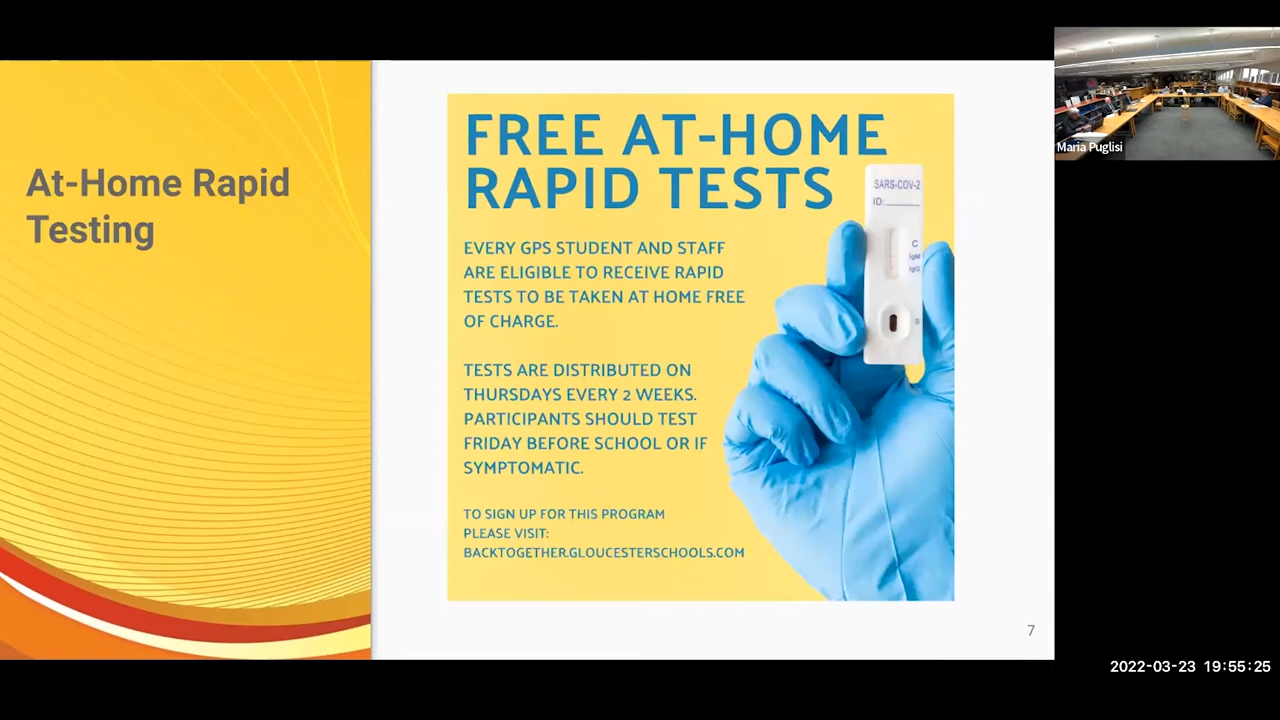 At-Home Rapid
Testing
FREE AT-HOME
RAPID TESTS
EVERY GPS STUDENT AND STAFF
ARE ELIGIBLE TO RECEIVE RAPID
TESTS TO BE TAKEN AT HOME FREE
OF CHARGE.
TESTS ARE DISTRIBUTED ON
THURSDAYS EVERY 2 WEEKS.
PARTICIPANTS SHOULD TEST
FRIDAY BEFORE SCHOOL OR IF
SYMPTOMATIC.
TO SIGN UP FOR THIS PROGRAM
PLEASE VISIT:
BACKTOGETHER.GLOUCESTERSCHOOLS.COM
SARS-COV-2
ID:______
C
IgM
IgG
S
7
Maria Puglisi
2022-03-23 19:55:25